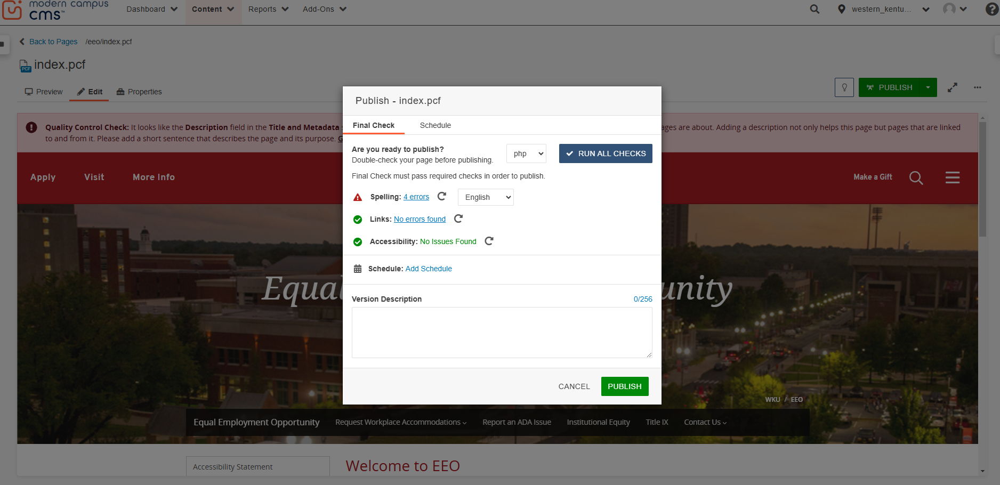 modern campus
cms™
Dashboard
Content
Reports
Add-Ons
western_kentu...
Back to Pages /eeo/index.pcf
PCF
index.pcf
Preview
Edit
Properties
PUBLISH
Quality Control Check: It looks like the Description field in the Title and Metadata
ages are about. Adding a description not only helps this page but pages that are linked
to and from it. Please add a short sentence that describes the page and its purpose. G
Apply
Visit
More Info
Make a Gift
Publish - index.pcf
Final Check
Schedule
Are you ready to publish?
Double-check your page before publishing.
php
RUN ALL CHECKS
Final Check must pass required checks in order to publish.
Spelling: 4 errors
English
Links: No errors found
Accessibility: No Issues Found
Schedule: Add Schedule
Version Description
0/256
CANCEL
PUBLISH
Equal
unity
WKU / EEO
Equal Employment Opportunity
Request Workplace Accommodations
Report an ADA Issue
Institutional Equity
Title IX
Contact Us
Accessibility Statement
Welcome to EEO